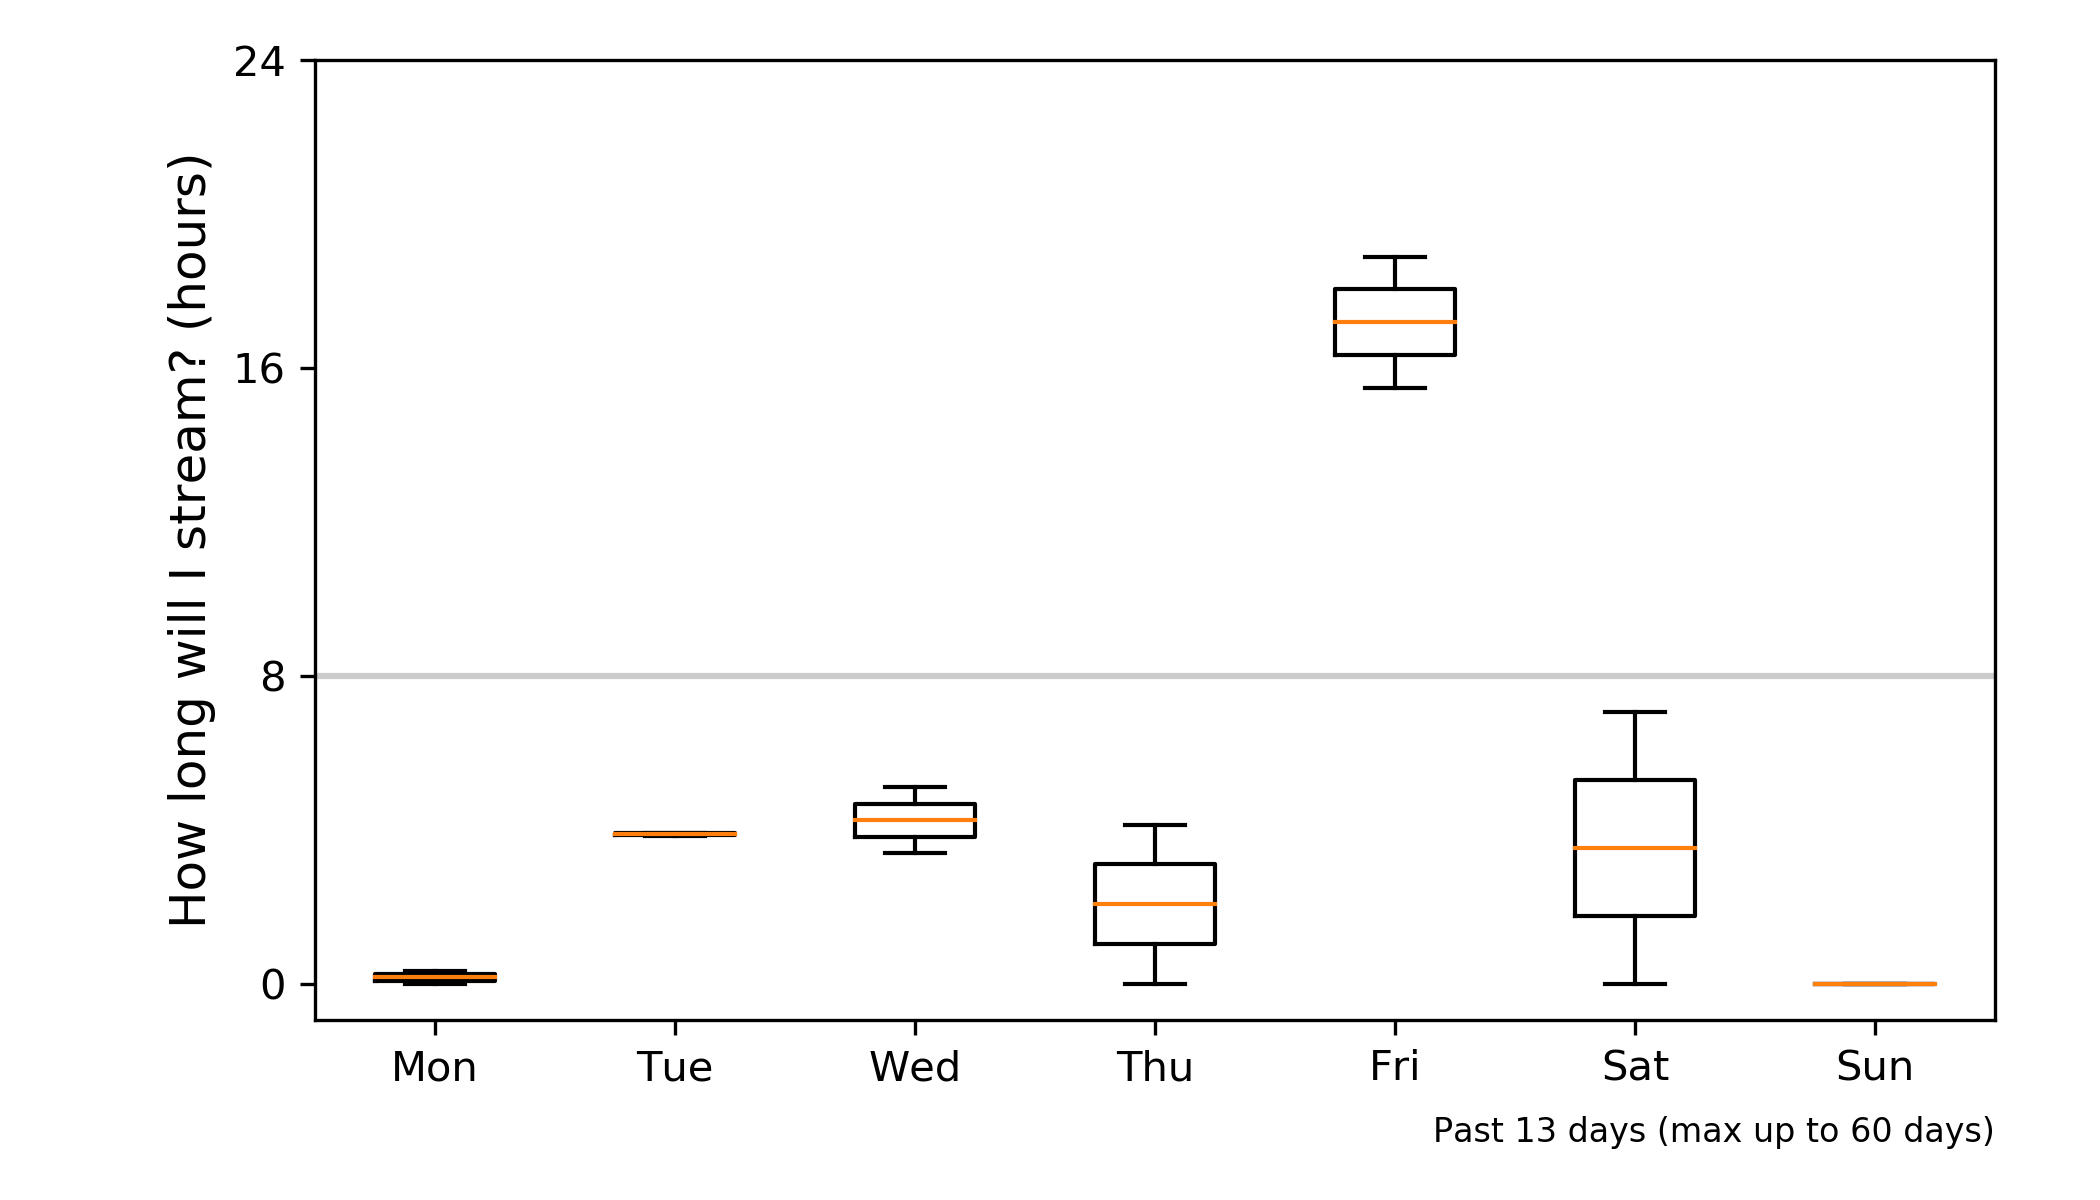 How long will I stream? (hours)
24
16
8
0
Mon Tue Wed Thu Fri Sat Sun
Past 13 days (max up to 60 days)